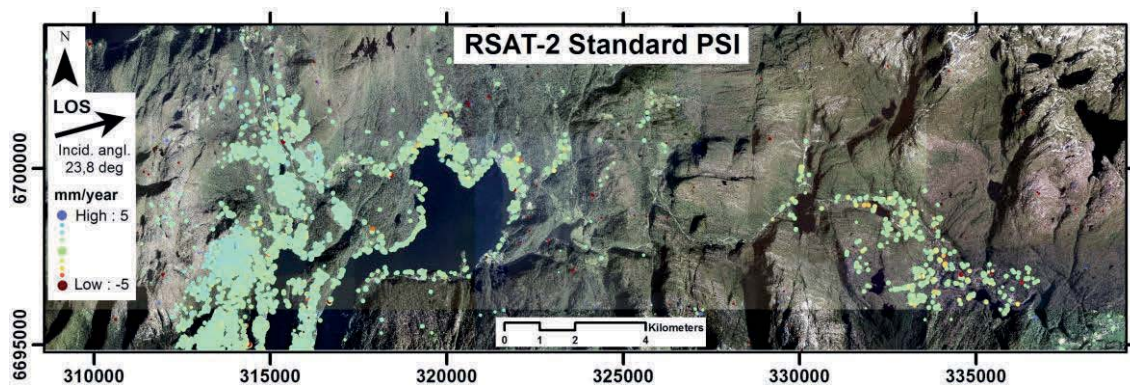 RSAT-2 Standard PSI
N
LOS
Incid. angl.
23,8 deg
mm/year
High : 5
Low : -5
6700000
6695000
Kilometers
0 1 2 4
310000 315000 320000 325000 330000 335000